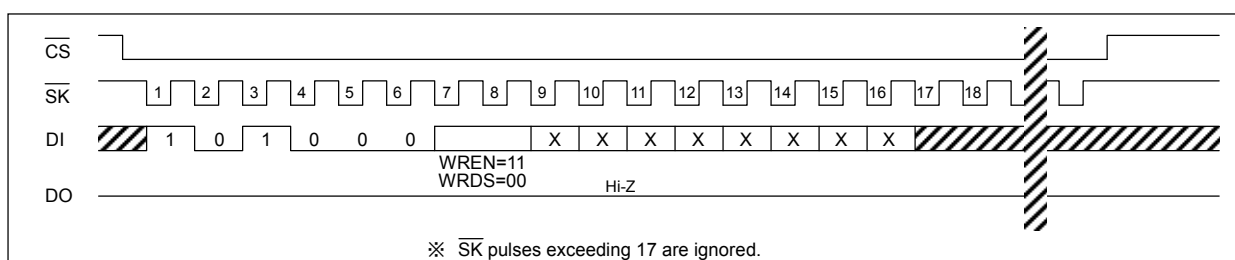 CS
SK 1 2 3 4 5 6 7 8 9 10 11 12 13 14 15 16 17 18
DI 1 0 1 0 0 0 X X X X X X X X
WREN=11
WRDS=00
Hi-Z
DO
※ SK pulses exceeding 17 are ignored.